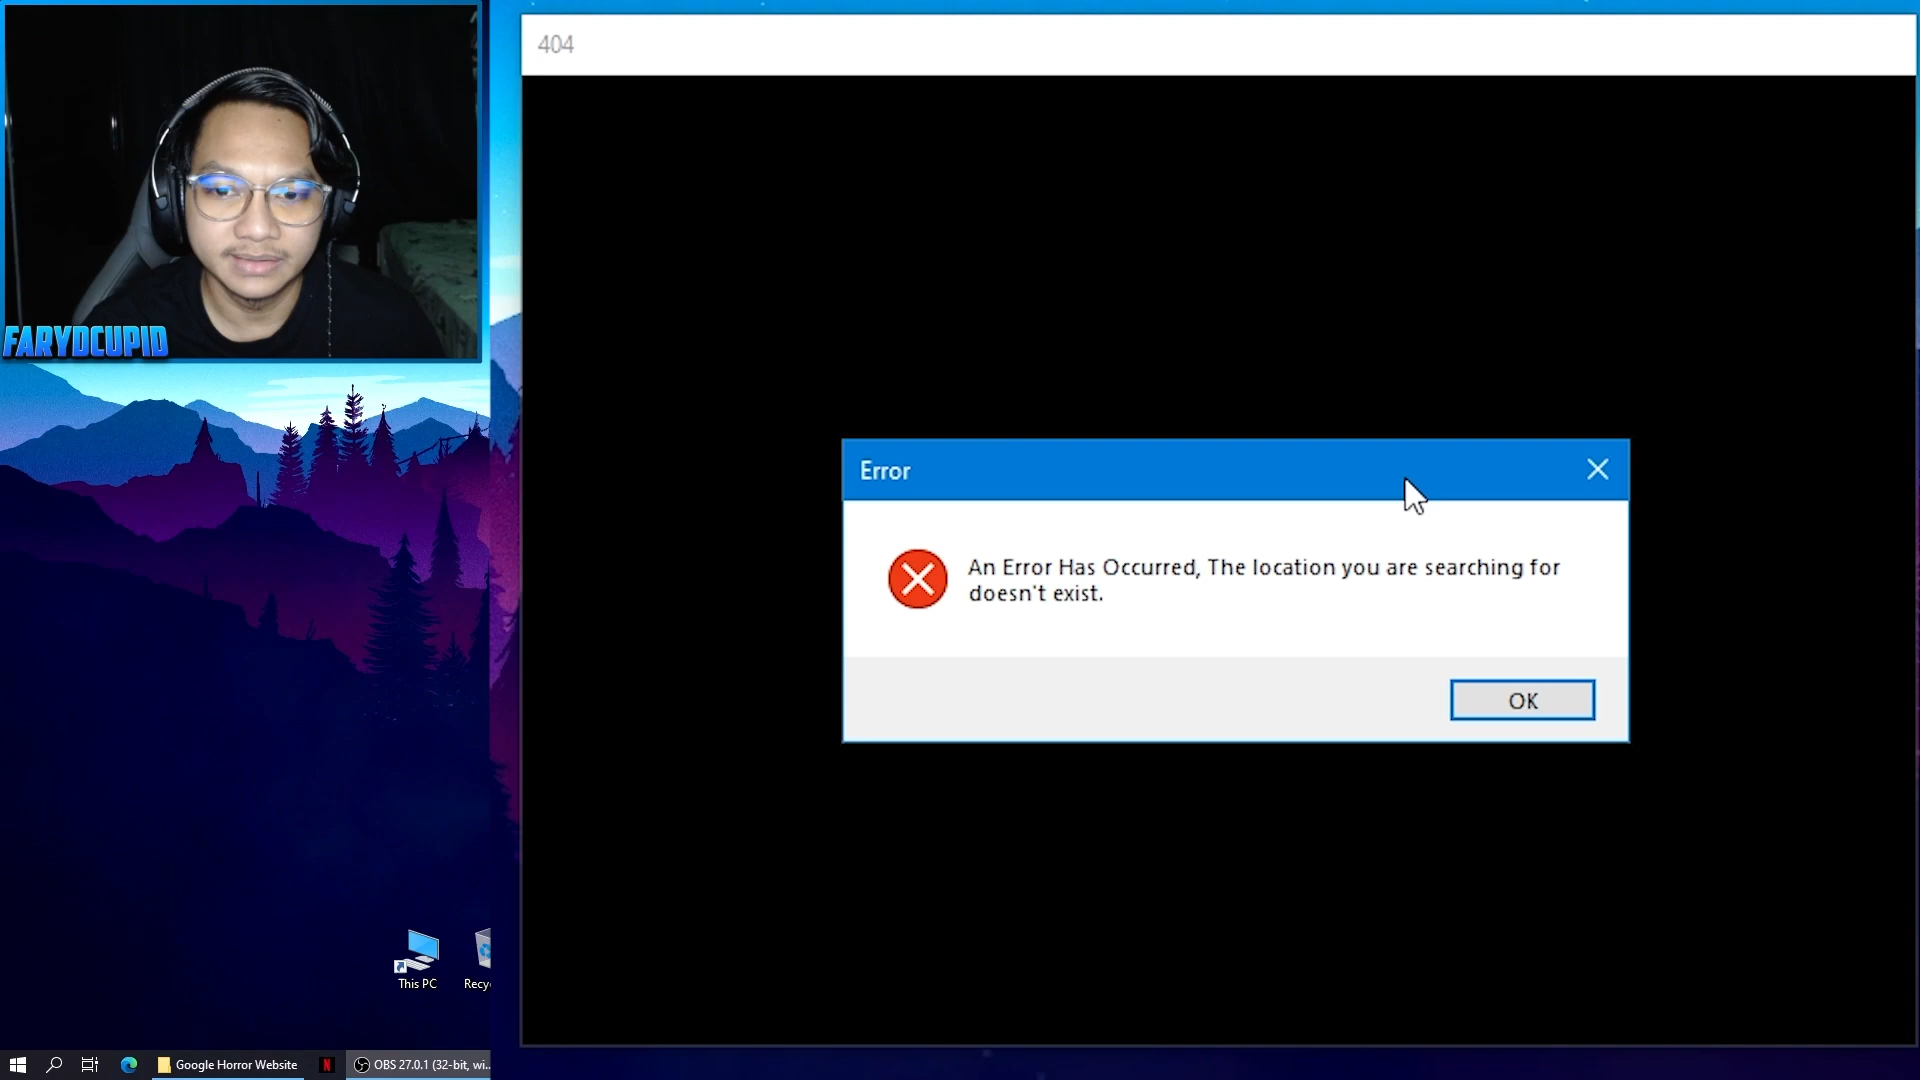 404
FARYDCUPID
Error
An Error Has Occurred, The location you are searching for
doesn't exist.
OK
This PC
Recyc
Google Horror Website
N
OBS 27.0.1 (32-bit, wi...